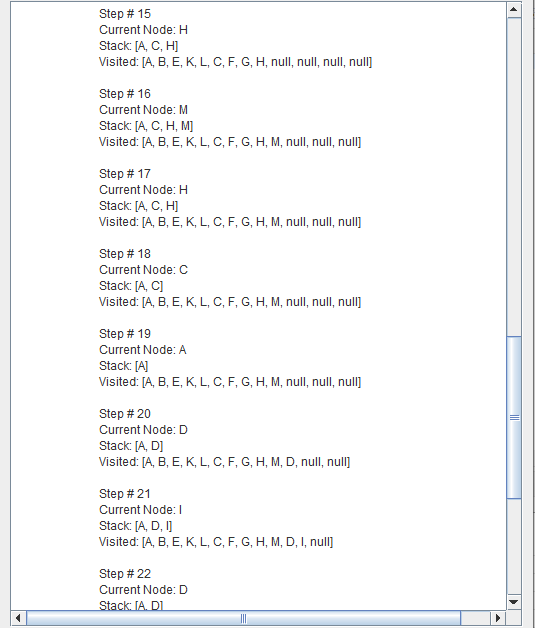 Step # 15
Current Node: H
Stack: [A, C, H]
Visited: [A, B, E, K, L, C, F, G, H, null, null, null, null]
Step # 16
Current Node: M
Stack: [A, C, H, M]
Visited: [A, B, E, K, L, C, F, G, H, M, null, null, null]
Step # 17
Current Node: H
Stack: [A, C, H]
Visited: [A, B, E, K, L, C, F, G, H, M, null, null, null]
Step # 18
Current Node: C
Stack: [A, C]
Visited: [A, B, E, K, L, C, F, G, H, M, null, null, null]
Step # 19
Current Node: A
Stack: [A]
Visited: [A, B, E, K, L, C, F, G, H, M, null, null, null]
Step # 20
Current Node: D
Stack: [A, D]
Visited: [A, B, E, K, L, C, F, G, H, M, D, null, null]
Step # 21
Current Node: I
Stack: [A, D, I]
Visited: [A, B, E, K, L, C, F, G, H, M, D, I, null]
Step # 22
Current Node: D
Stack: [A, D]